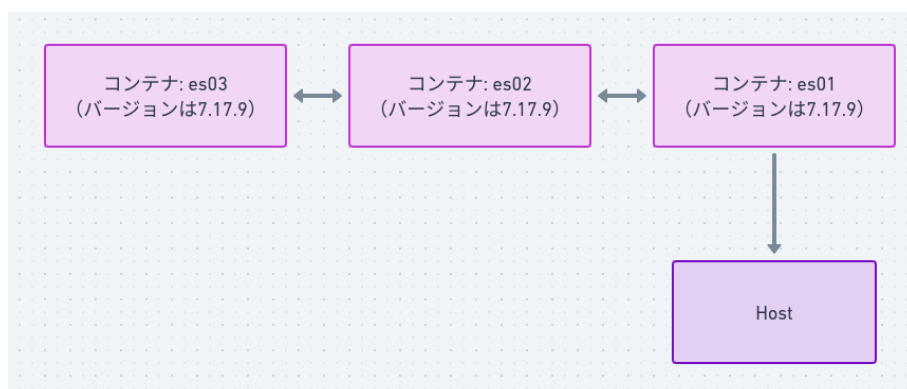 コンテナ: es03
（バージョンは7.17.9）
コンテナ: es02
（バージョンは7.17.9）
コンテナ: es01
（バージョンは7.17.9）
Host